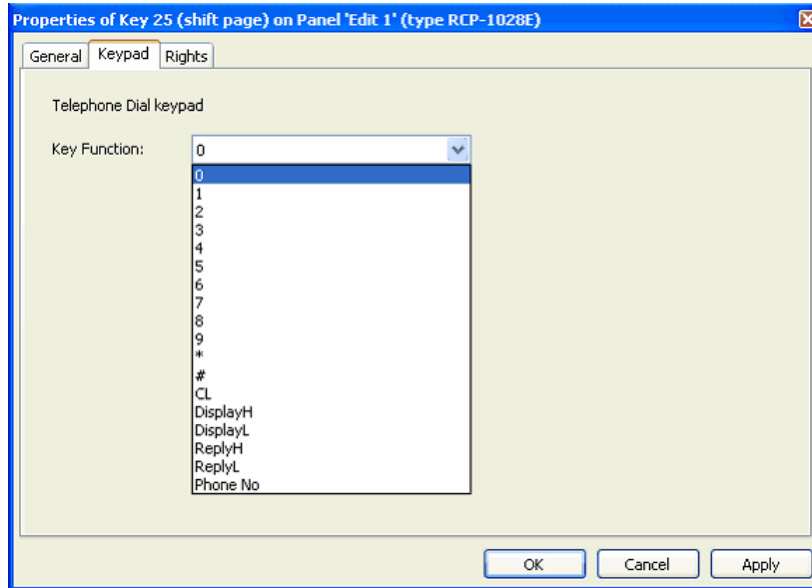 Properties of Key 25 (shift page) on Panel 'Edit 1' (type RCP-1028E)
General Keypad Rights
Telephone Dial keypad
Key Function: 0
0
1
2
3
4
5
6
7
8
9
*
#
CL
DisplayH
DisplayL
ReplyH
ReplyL
Phone No
OK Cancel Apply